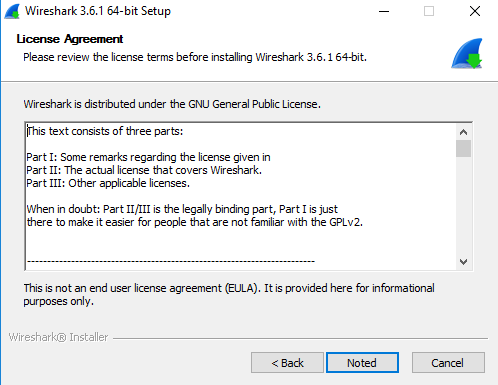 Wireshark 3.6.1 64-bit Setup
License Agreement
Please review the license terms before installing Wireshark 3.6.1 64-bit.
Wireshark is distributed under the GNU General Public License.
This text consists of three parts:
Part I: Some remarks regarding the license given in
Part II: The actual license that covers Wireshark.
Part III: Other applicable licenses.
When in doubt: Part II/III is the legally binding part, Part I is just
there to make it easier for people that are not familiar with the GPLv2.
------------------------------------------------------------------------
This is not an end user license agreement (EULA). It is provided here for informational
purposes only.
Wireshark® Installer
< Back
Noted
Cancel